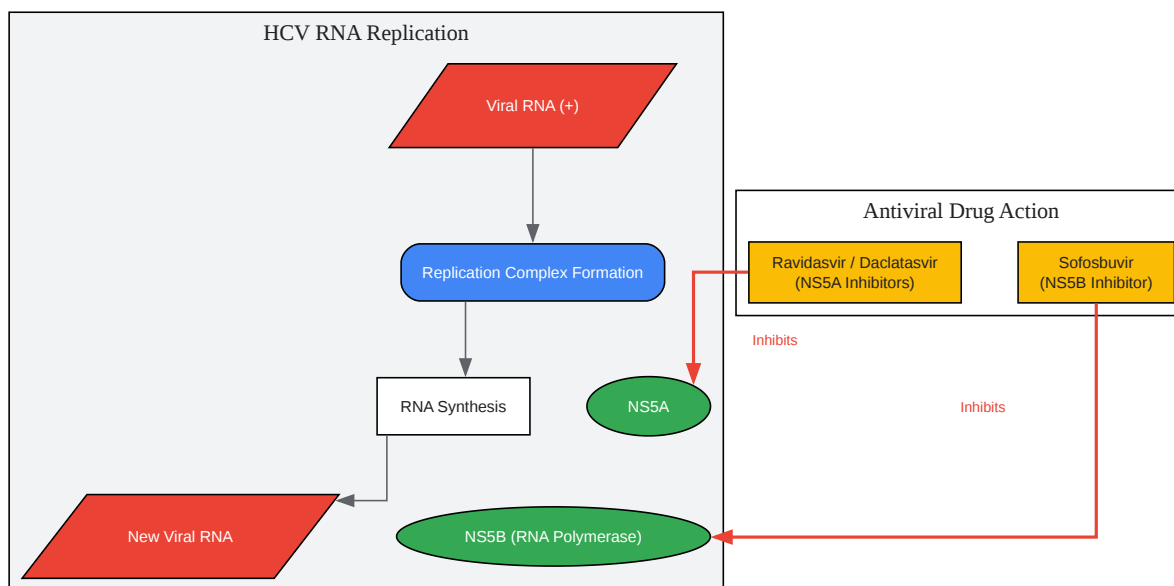 HCV RNA Replication
Viral RNA (+)
Antiviral Drug Action
Replication Complex Formation
Ravidasvir / Daclatasvir
(NS5A Inhibitors)
Sofosbuvir
(NS5B Inhibitor)
Inhibits
RNA Synthesis
NS5A
Inhibits
New Viral RNA
NS5B (RNA Polymerase)